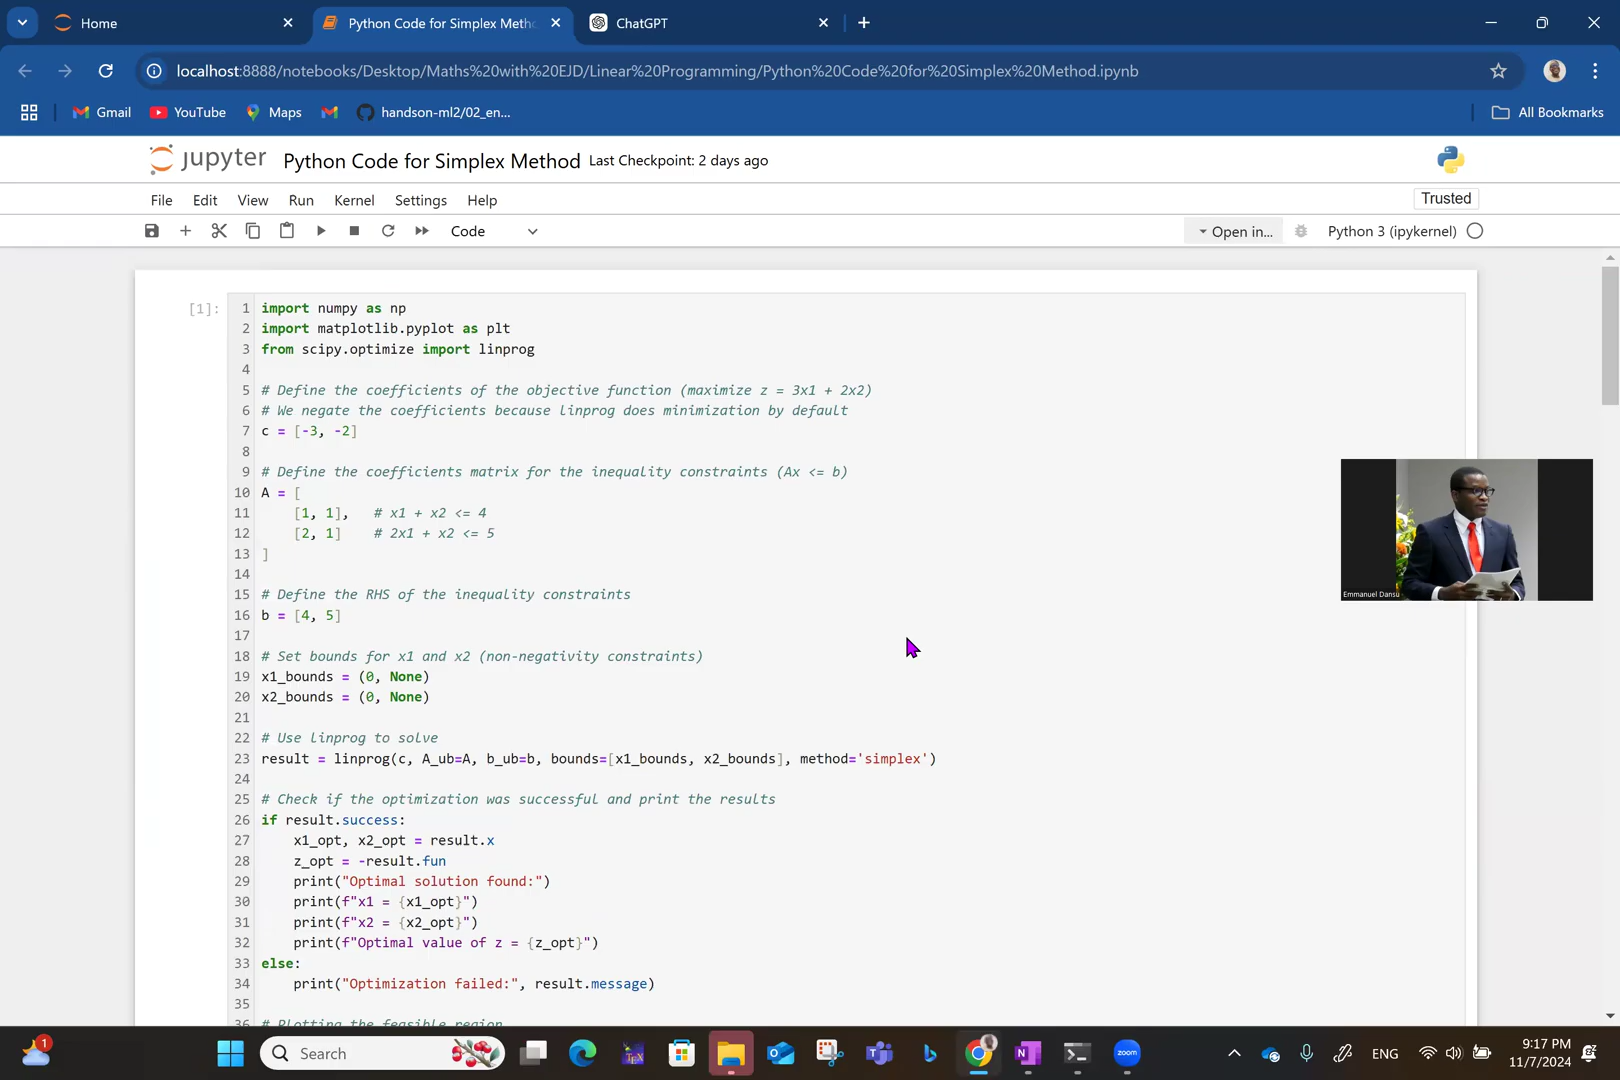 Home
Python Code for Simplex Meth
ChatGPT
localhost:8888/notebooks/Desktop/Maths%20with%20EJD/Linear%20Programming/Python%20Code%20for%20Simplex%20Method.ipynb
Gmail
YouTube
Maps
handson-ml2/02_en...
All Bookmarks
jupyter
Python Code for Simplex Method
Last Checkpoint: 2 days ago
File Edit View Run Kernel Settings Help
Trusted
Code
Open in...
Python 3 (ipykernel)
[1]:
1 import numpy as np
2 import matplotlib.pyplot as plt
3 from scipy.optimize import linprog
4
5 # Define the coefficients of the objective function (maximize z = 3x1 + 2x2)
6 # We negate the coefficients because linprog does minimization by default
7 c = [-3, -2]
8
9 # Define the coefficients matrix for the inequality constraints (Ax <= b)
10 A = [
11     [1, 1],   # x1 + x2 <= 4
12     [2, 1]    # 2x1 + x2 <= 5
13 ]
14
15 # Define the RHS of the inequality constraints
16 b = [4, 5]
17
18 # Set bounds for x1 and x2 (non-negativity constraints)
19 x1_bounds = (0, None)
20 x2_bounds = (0, None)
21
22 # Use linprog to solve
23 result = linprog(c, A_ub=A, b_ub=b, bounds=[x1_bounds, x2_bounds], method='simplex')
24
25 # Check if the optimization was successful and print the results
26 if result.success:
27     x1_opt, x2_opt = result.x
28     z_opt = -result.fun
29     print("Optimal solution found:")
30     print(f"x1 = {x1_opt}")
31     print(f"x2 = {x2_opt}")
32     print(f"Optimal value of z = {z_opt}")
33 else:
34     print("Optimization failed:", result.message)
35
36 # Plotting the feasible region
Emmanuel Dansu
1
Search
TEX
N
zoom
ENG
9:17 PM
11/7/2024